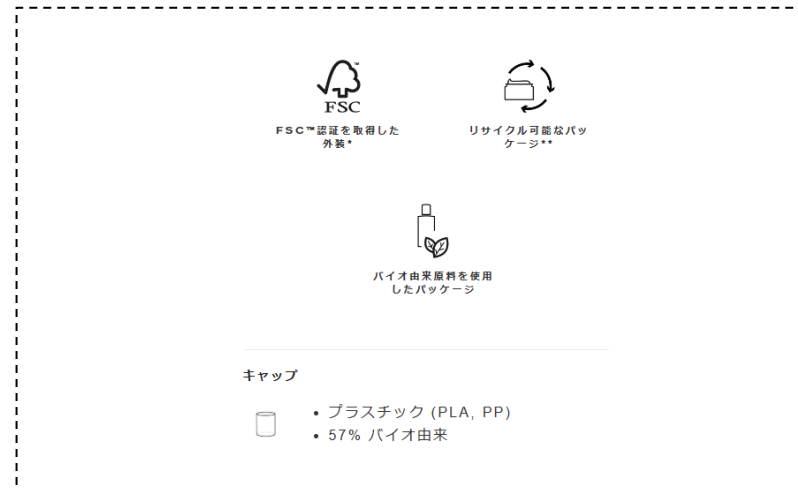 FSC
FSC™認証を取得した
外装*
リサイクル可能なパッ
ケージ**
バイオ由来原料を使用
したパッケージ
キャップ
• プラスチック (PLA, PP)
• 57% バイオ由来